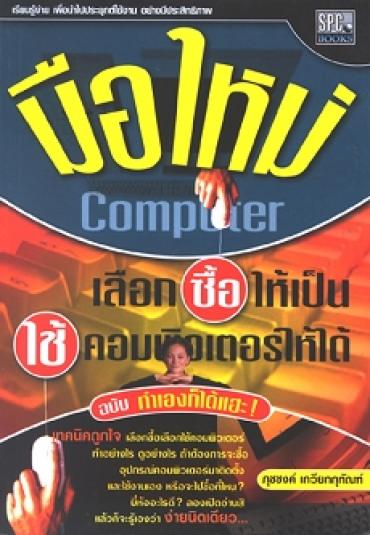 เรียนรู้ง่าย เพื่อนำไปประยุกต์ใช้งาน อย่างมีประสิทธิภาพ
SPC
BOOKS
มือใหม่
Computer
เลือก ซื้อ ให้เป็น
ใช้ คอมพิวเตอร์ให้ได้
ฉบับ ทำเองก็ได้แฮะ!
เทคนิคถูกใจ เลือกซื้อเลือกใช้คอมพิวเตอร์
ทำอย่างไร ดูอย่างไร ถ้าต้องการจะซื้อ
อุปกรณ์คอมพิวเตอร์มาติดตั้ง
และใช้งานเอง หรือจะไปซื้อที่ไหน?
ยี่ห้ออะไรดี? ลองเปิดอ่านสิ
แล้วก็จะรู้เองว่า ง่ายนิดเดียว...
ภุชชงค์ เกวียกกุฑัณฑ์